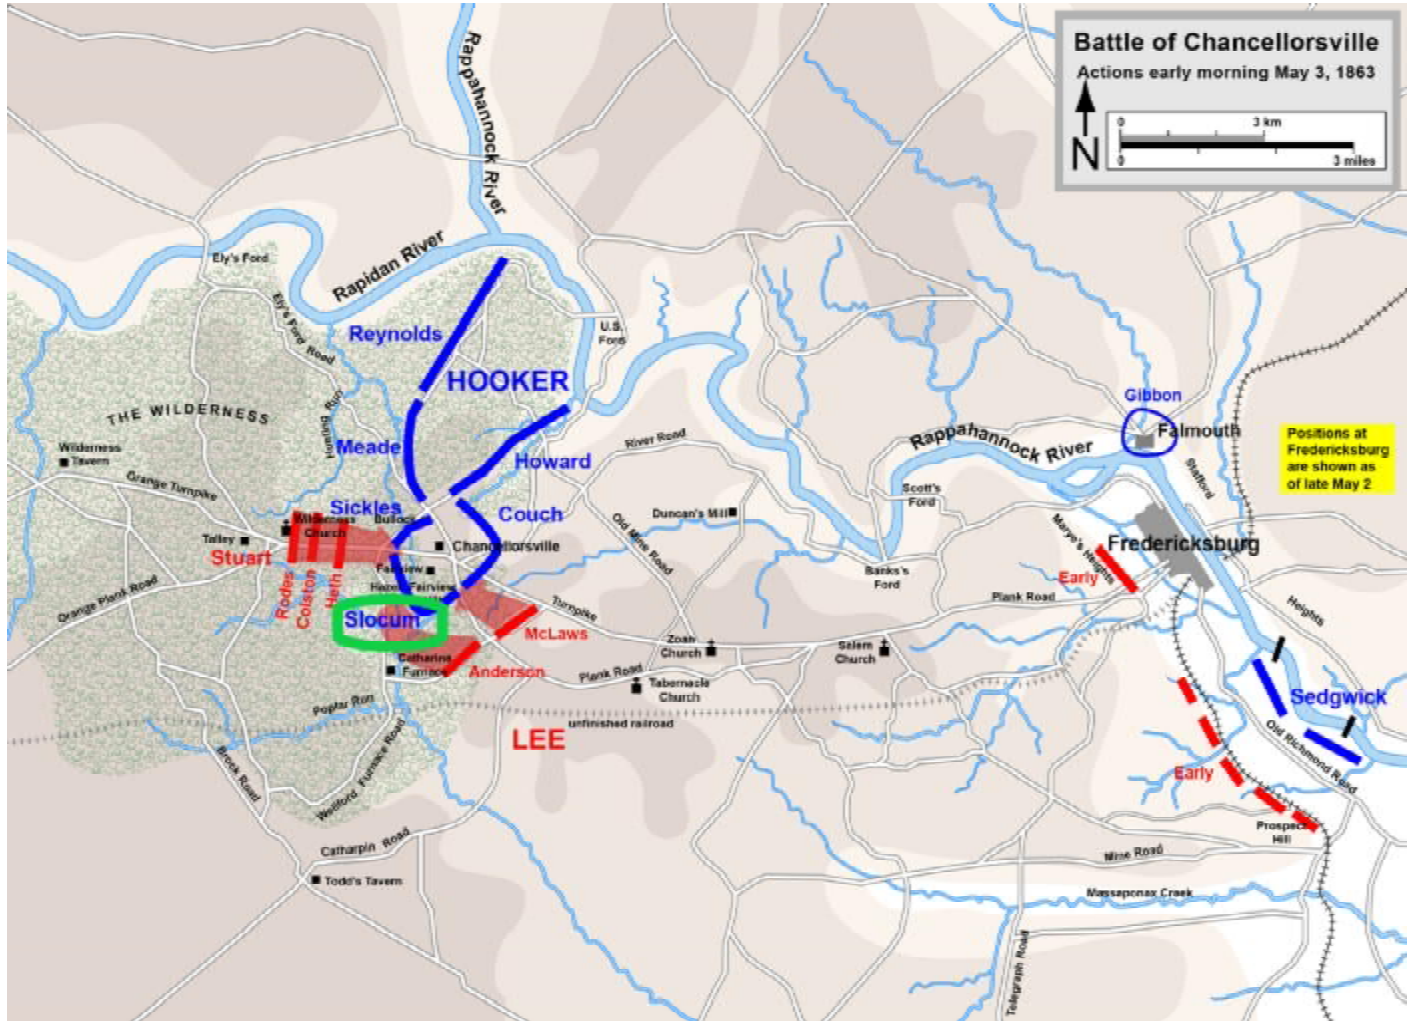 Battle of Chancellorsville
Actions early morning May 3, 1863
0
3 km
0
3 miles
N
Rappahannock River
Ely's Ford
Rapidan River
Ely's Ford Road
Reynolds
U.S.
Ford
HOOKER
THE WILDERNESS
Run
Gibbon
Falmouth
Wilderness
Tavern
Meade
River Road
Rappahannock River
Positions at
Fredericksburg
are shown as
of late May 2
Howard
Stafford
Orange Turnpike
Scott's
Ford
Sickles
Couch
Duncan's Mill
Wilderness
Church
Talley
Chancellorsville
Old Mine Road
Marye's Heights
Fredericksburg
Stuart
Fairview
Banks's
Ford
Early
Orange Plank Road
Rodes
Colston
Heth
Fairview
Turnpike
Plank Road
Heights
Slocum
McLaws
Zoan
Church
Salem
Church
Catharine
Furnace
Anderson
Plank Road
Tabernacle
Church
Sedgwick
Poplar Run
unfinished railroad
LEE
Old Richmond Road
Brock Road
Wellford Furnace Road
Early
Prospect
Hill
Catharpin Road
Mine Road
Todd's Tavern
Massaponax Creek
Telegraph Road